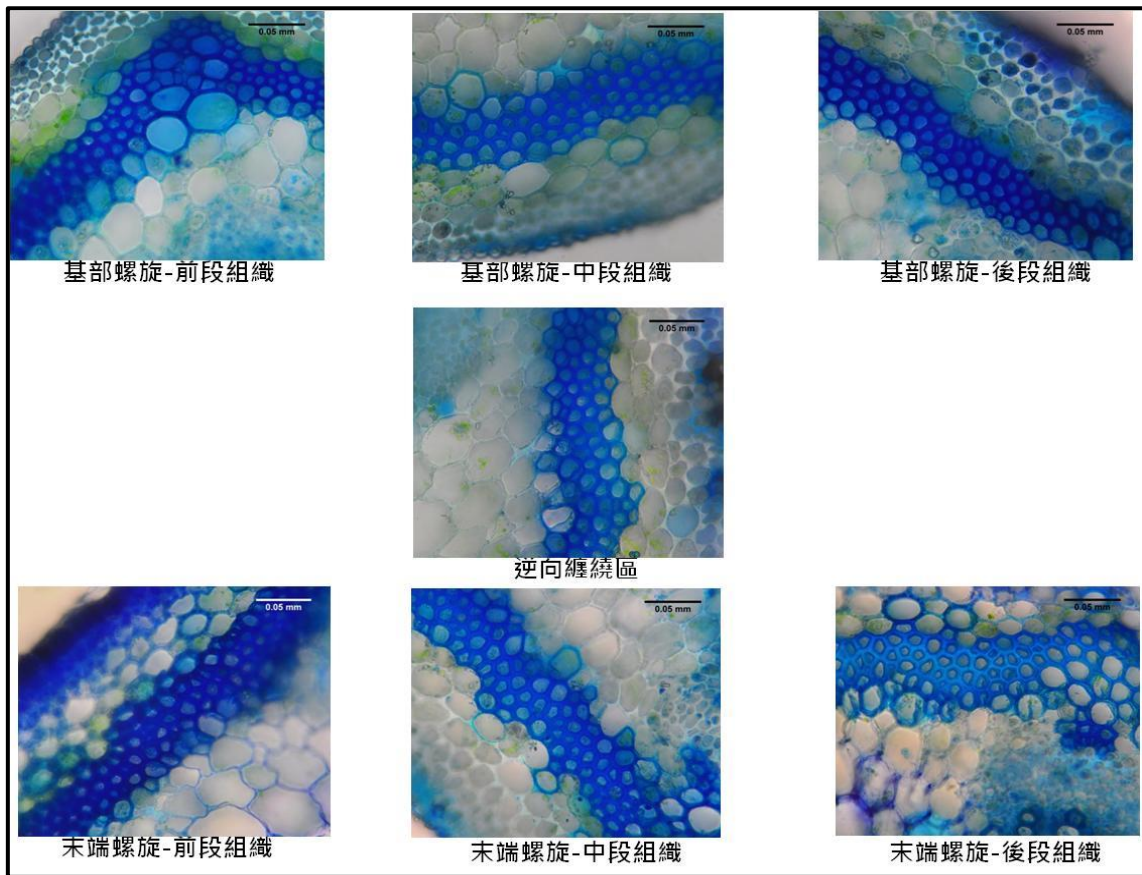 0.05 mm
0.05 mm
0.05 mm
基部螺旋-前段組織
基部螺旋-中段組織
基部螺旋-後段組織
0.05 mm
逆向纏繞區
0.05 mm
0.05 mm
0.05 mm
末端螺旋-前段組織
末端螺旋-中段組織
末端螺旋-後段組織